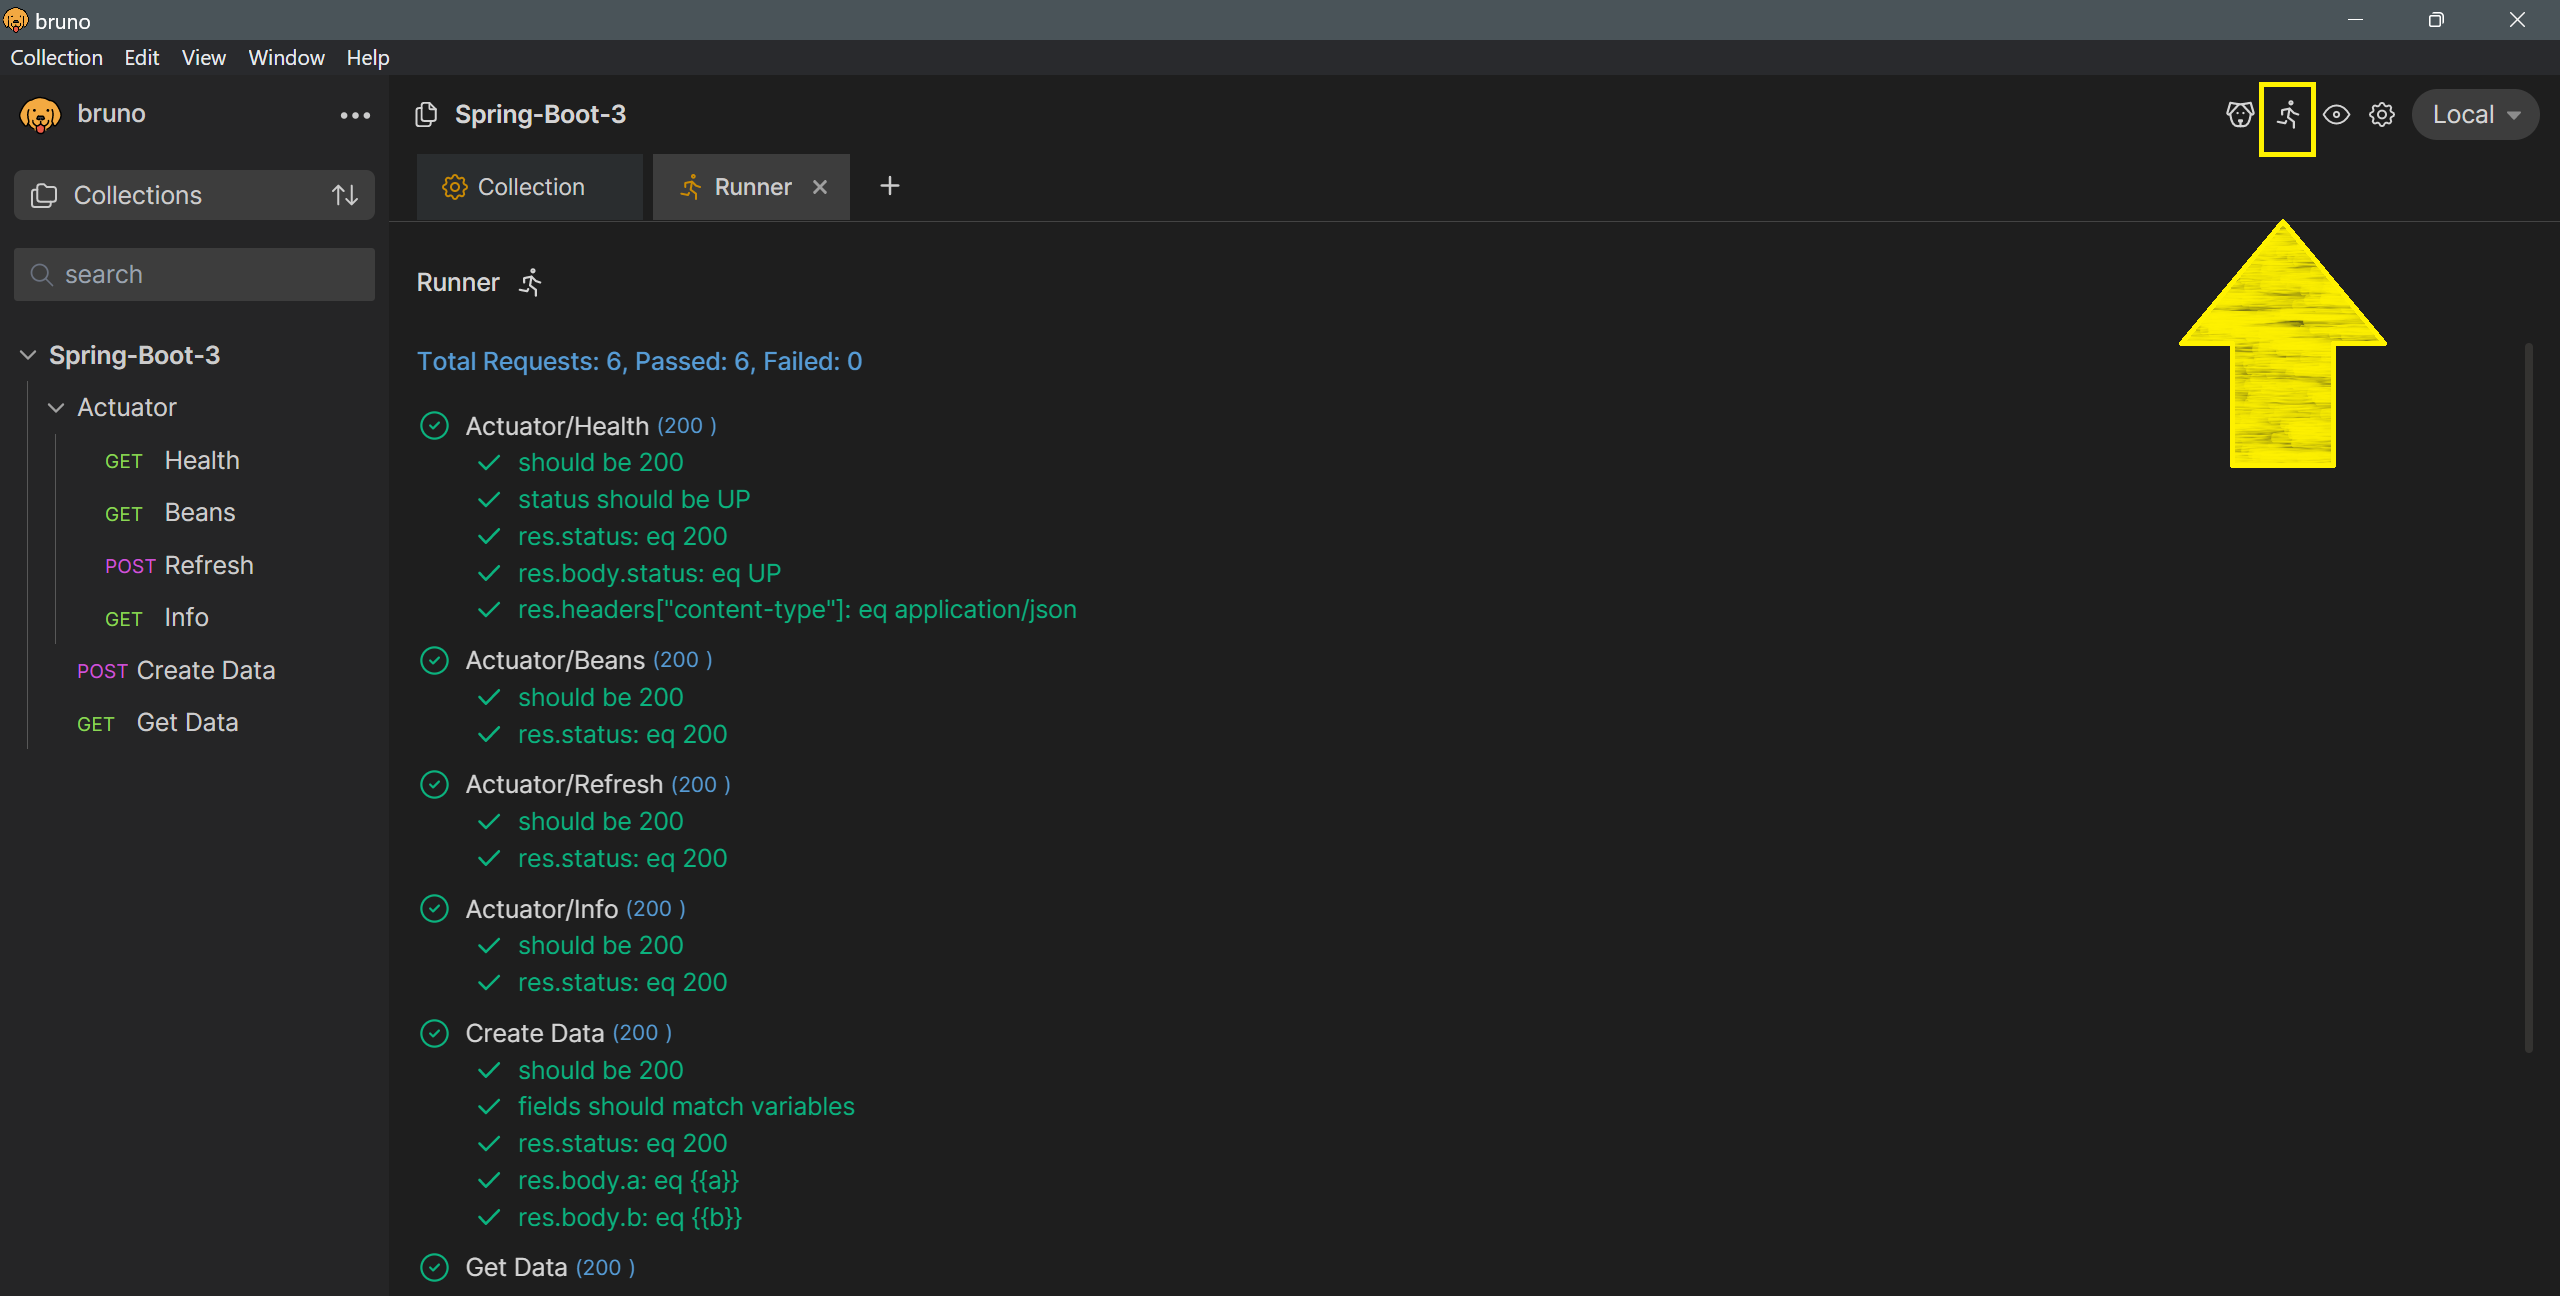 bruno
Collection Edit View Window Help
bruno
Collections
search
Spring-Boot-3
Actuator
GET Health
GET Beans
POST Refresh
GET Info
POST Create Data
GET Get Data
Spring-Boot-3
Local
Collection Runner
Runner
Total Requests: 6, Passed: 6, Failed: 0
Actuator/Health (200 )
should be 200
status should be UP
res.status: eq 200
res.body.status: eq UP
res.headers["content-type"]: eq application/json
Actuator/Beans (200 )
should be 200
res.status: eq 200
Actuator/Refresh (200 )
should be 200
res.status: eq 200
Actuator/Info (200 )
should be 200
res.status: eq 200
Create Data (200 )
should be 200
fields should match variables
res.status: eq 200
res.body.a: eq {{a}}
res.body.b: eq {{b}}
Get Data (200 )